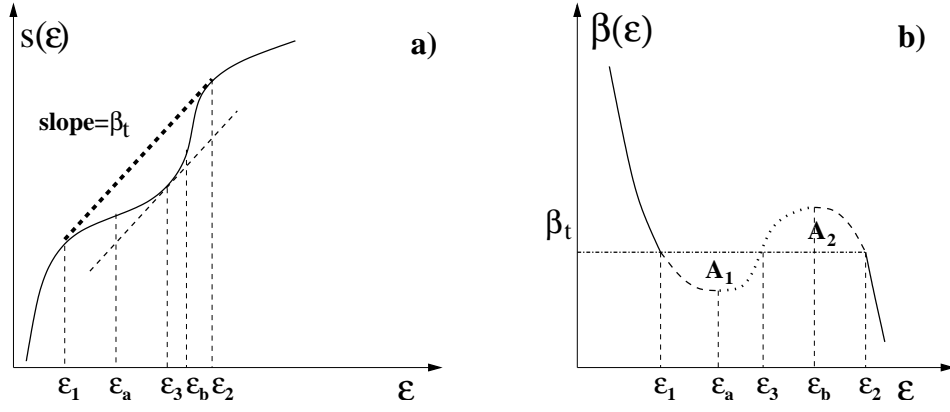 s(ε)
a)
slope=β_t
ε_1 ε_a ε_3 ε_b ε_2 ε
β(ε)
b)
β_t
A_1
A_2
ε_1 ε_a ε_3 ε_b ε_2 ε